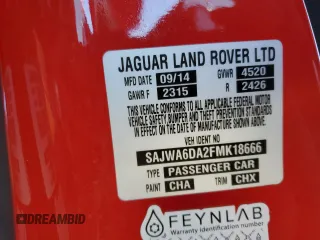 JAGUAR LAND ROVER LTD
MFD DATE 09/14 GVWR 4520
GAWR F 2315 R 2426
THIS VEHICLE CONFORMS TO ALL APPLICABLE FEDERAL MOTOR
VEHICLE SAFETY, BUMPER AND THEFT PREVENTION STANDARDS
IN EFFECT ON THE DATE OF MANUFACTURE SHOWN ABOVE.
VEHICLE ID NO
SAJWA6DA2FMK18666
TYPE PASSENGER CAR
PAINT CHA TRIM CHX
FEYNLAB
Warranty identification number
DREAMBID